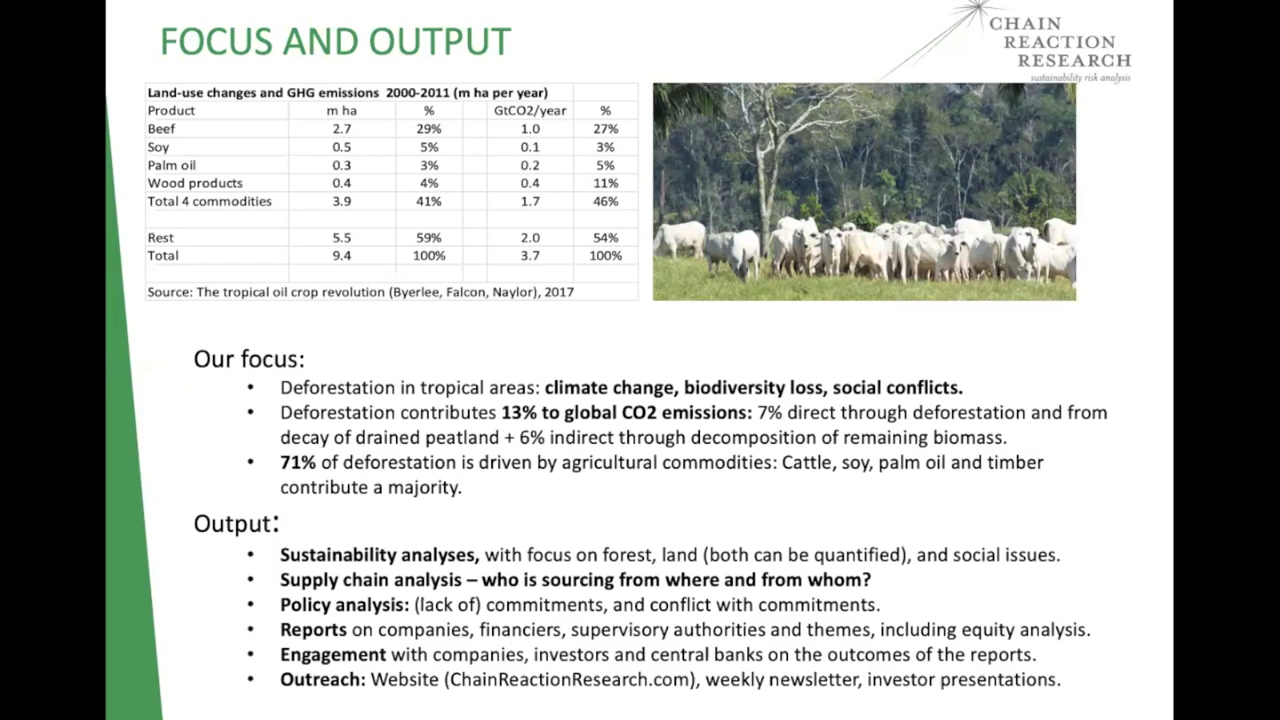 FOCUS AND OUTPUT
CHAIN
REACTION
RESEARCH
sustainability risk analysis
Land-use changes and GHG emissions 2000-2011 (m ha per year)
Product m ha % GtCO2/year %
Beef 2.7 29% 1.0 27%
Soy 0.5 5% 0.1 3%
Palm oil 0.3 3% 0.2 5%
Wood products 0.4 4% 0.4 11%
Total 4 commodities 3.9 41% 1.7 46%
Rest 5.5 59% 2.0 54%
Total 9.4 100% 3.7 100%
Source: The tropical oil crop revolution (Byerlee, Falcon, Naylor), 2017
Our focus:
• Deforestation in tropical areas: climate change, biodiversity loss, social conflicts.
• Deforestation contributes 13% to global CO2 emissions: 7% direct through deforestation and from
decay of drained peatland + 6% indirect through decomposition of remaining biomass.
• 71% of deforestation is driven by agricultural commodities: Cattle, soy, palm oil and timber
contribute a majority.
Output:
• Sustainability analyses, with focus on forest, land (both can be quantified), and social issues.
• Supply chain analysis – who is sourcing from where and from whom?
• Policy analysis: (lack of) commitments, and conflict with commitments.
• Reports on companies, financiers, supervisory authorities and themes, including equity analysis.
• Engagement with companies, investors and central banks on the outcomes of the reports.
• Outreach: Website (ChainReactionResearch.com), weekly newsletter, investor presentations.